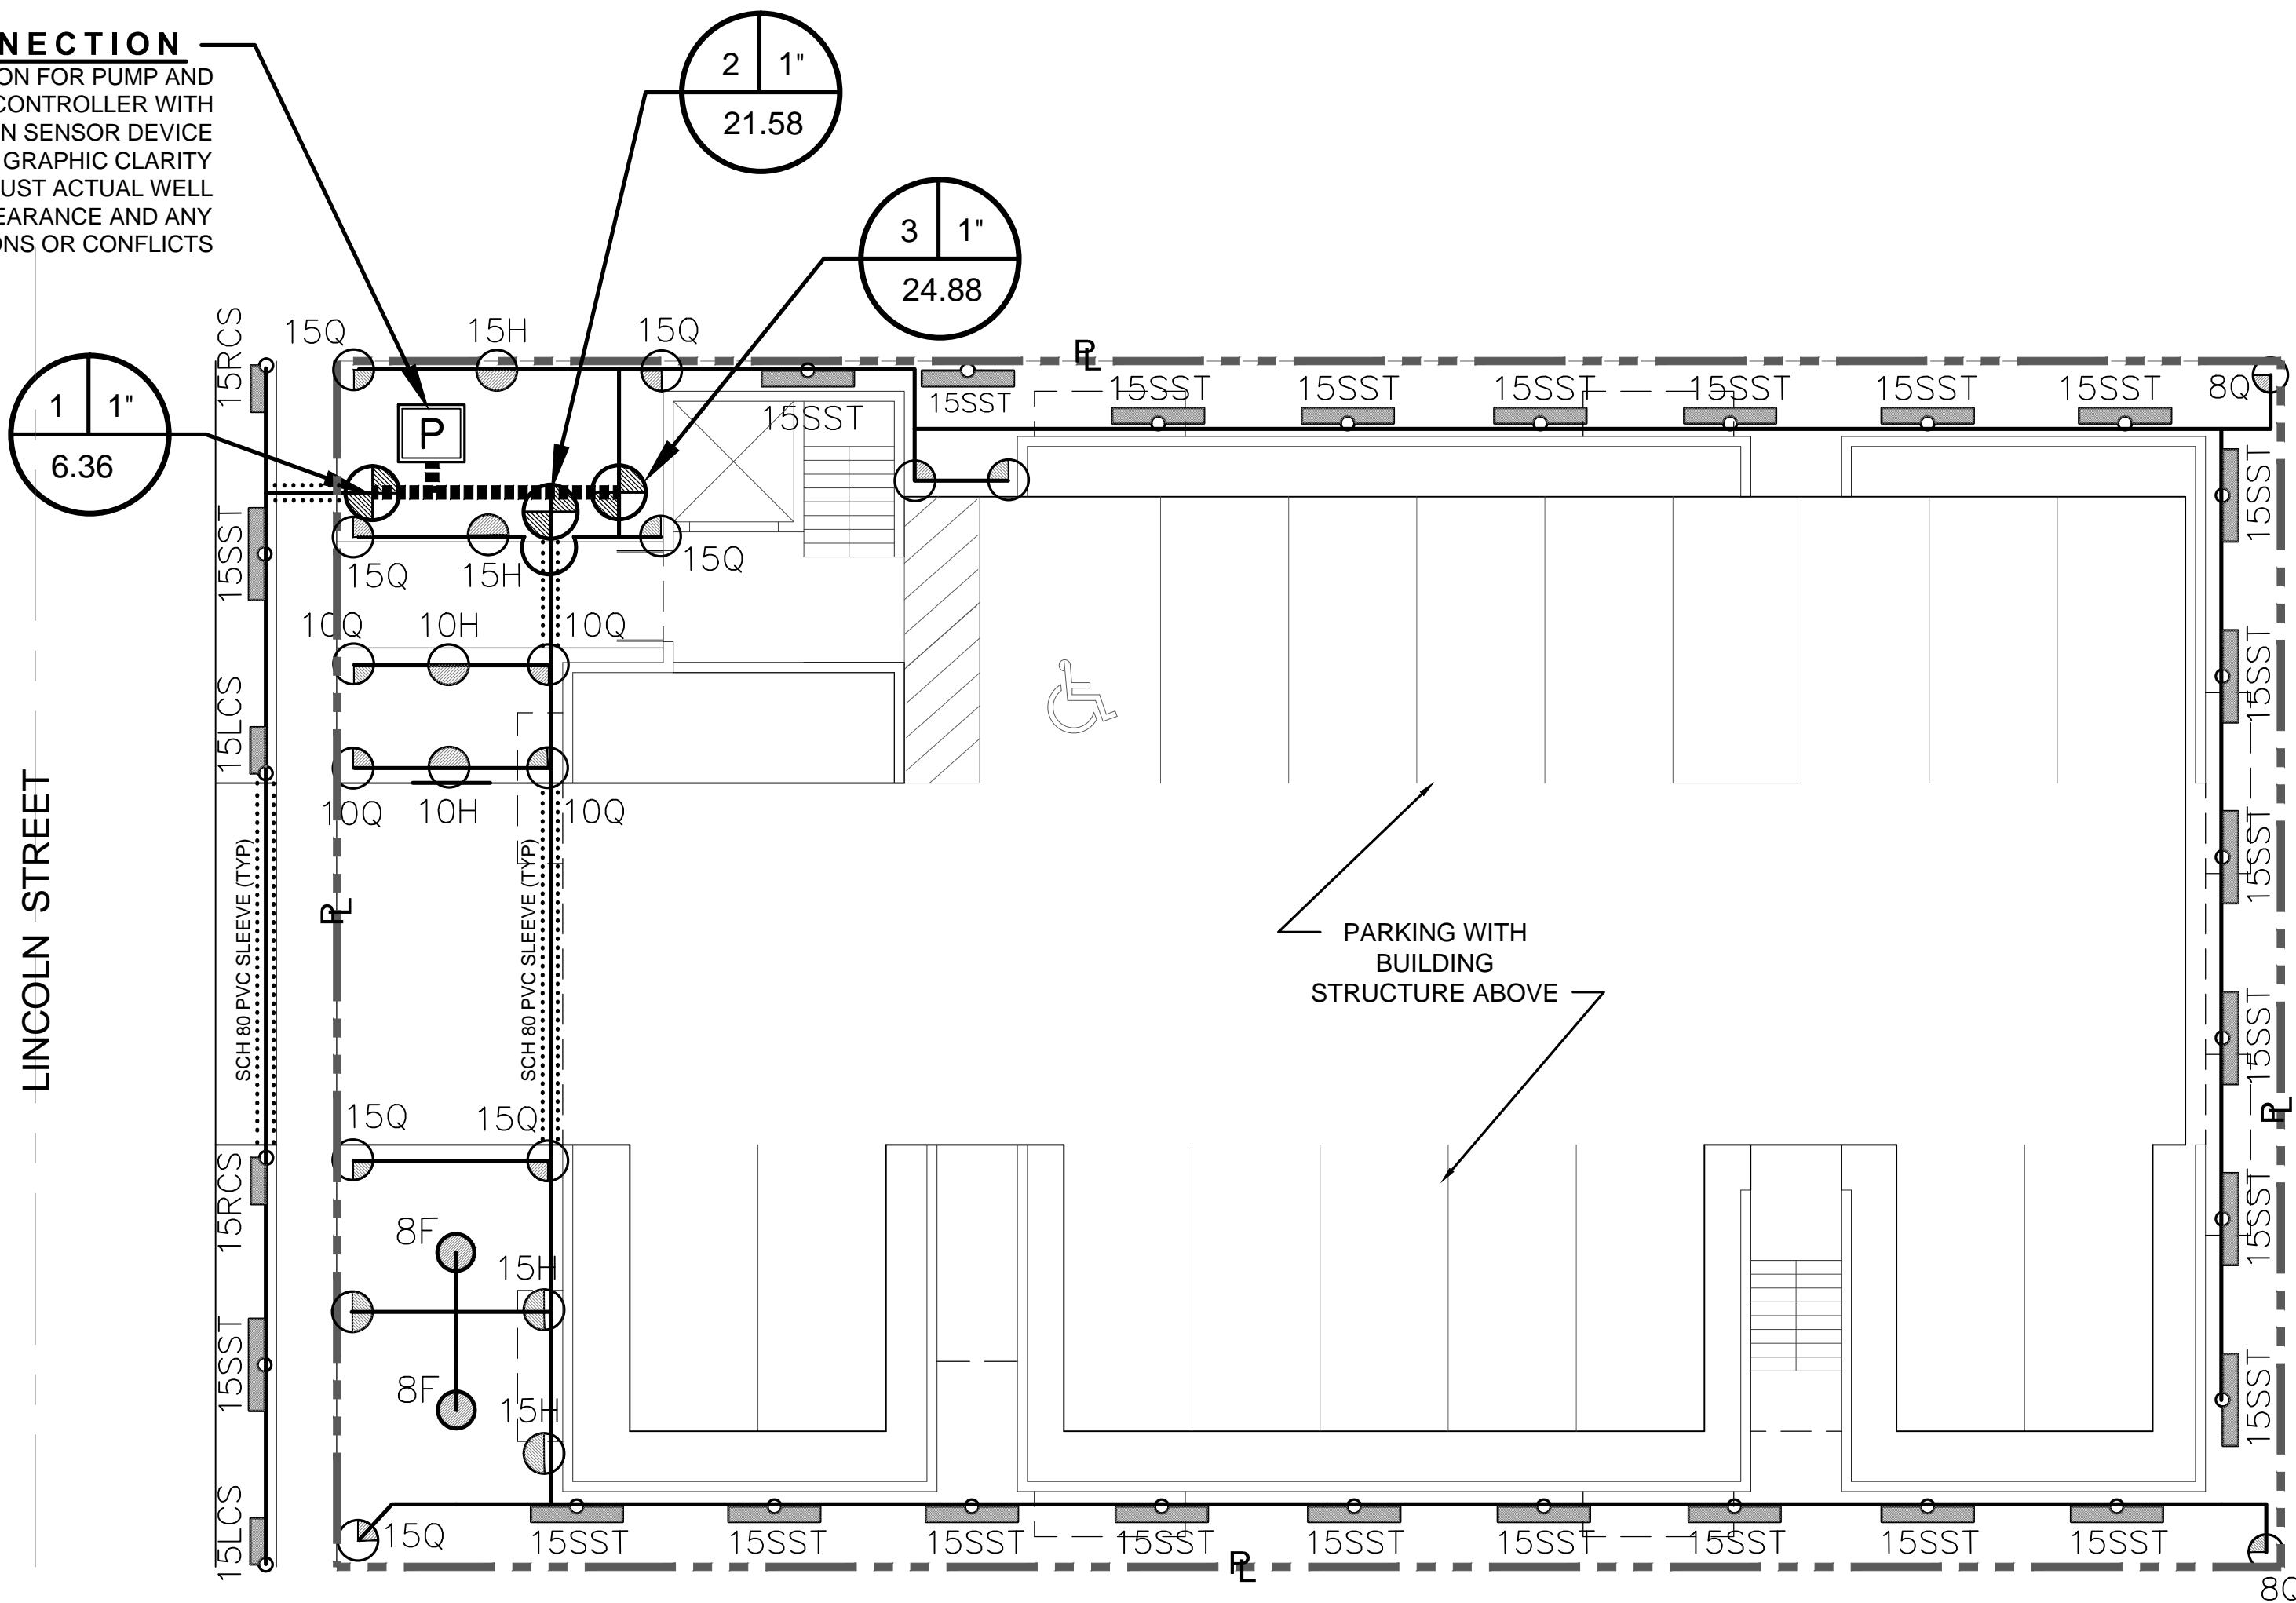 NECTION
ON FOR PUMP AND
CONTROLLER WITH
N SENSOR DEVICE
GRAPHIC CLARITY
UST ACTUAL WELL
EARANCE AND ANY
ONS OR CONFLICTS
2 1"
21.58
3 1"
24.88
1 1"
6.36
15RCS
15Q
15H
15Q
PL
15SST
15SST
15SST
15SST
15SST
15SST
15SST
15SST
8Q
P
15SST
15Q
15H
15Q
15SST
10Q
10H
10Q
15SST
15LCS
10Q
10H
10Q
15SST
LINCOLN STREET
SCH 80 PVC SLEEVE (TYP)
PL
SCH 80 PVC SLEEVE (TYP)
PARKING WITH
BUILDING
STRUCTURE ABOVE
15SST
PL
15RCS
15Q
15Q
15SST
8F
15H
15SST
8F
15H
15SST
15LCS
15Q
15SST
15SST
15SST
15SST
15SST
15SST
15SST
15SST
15SST
PL
8Q